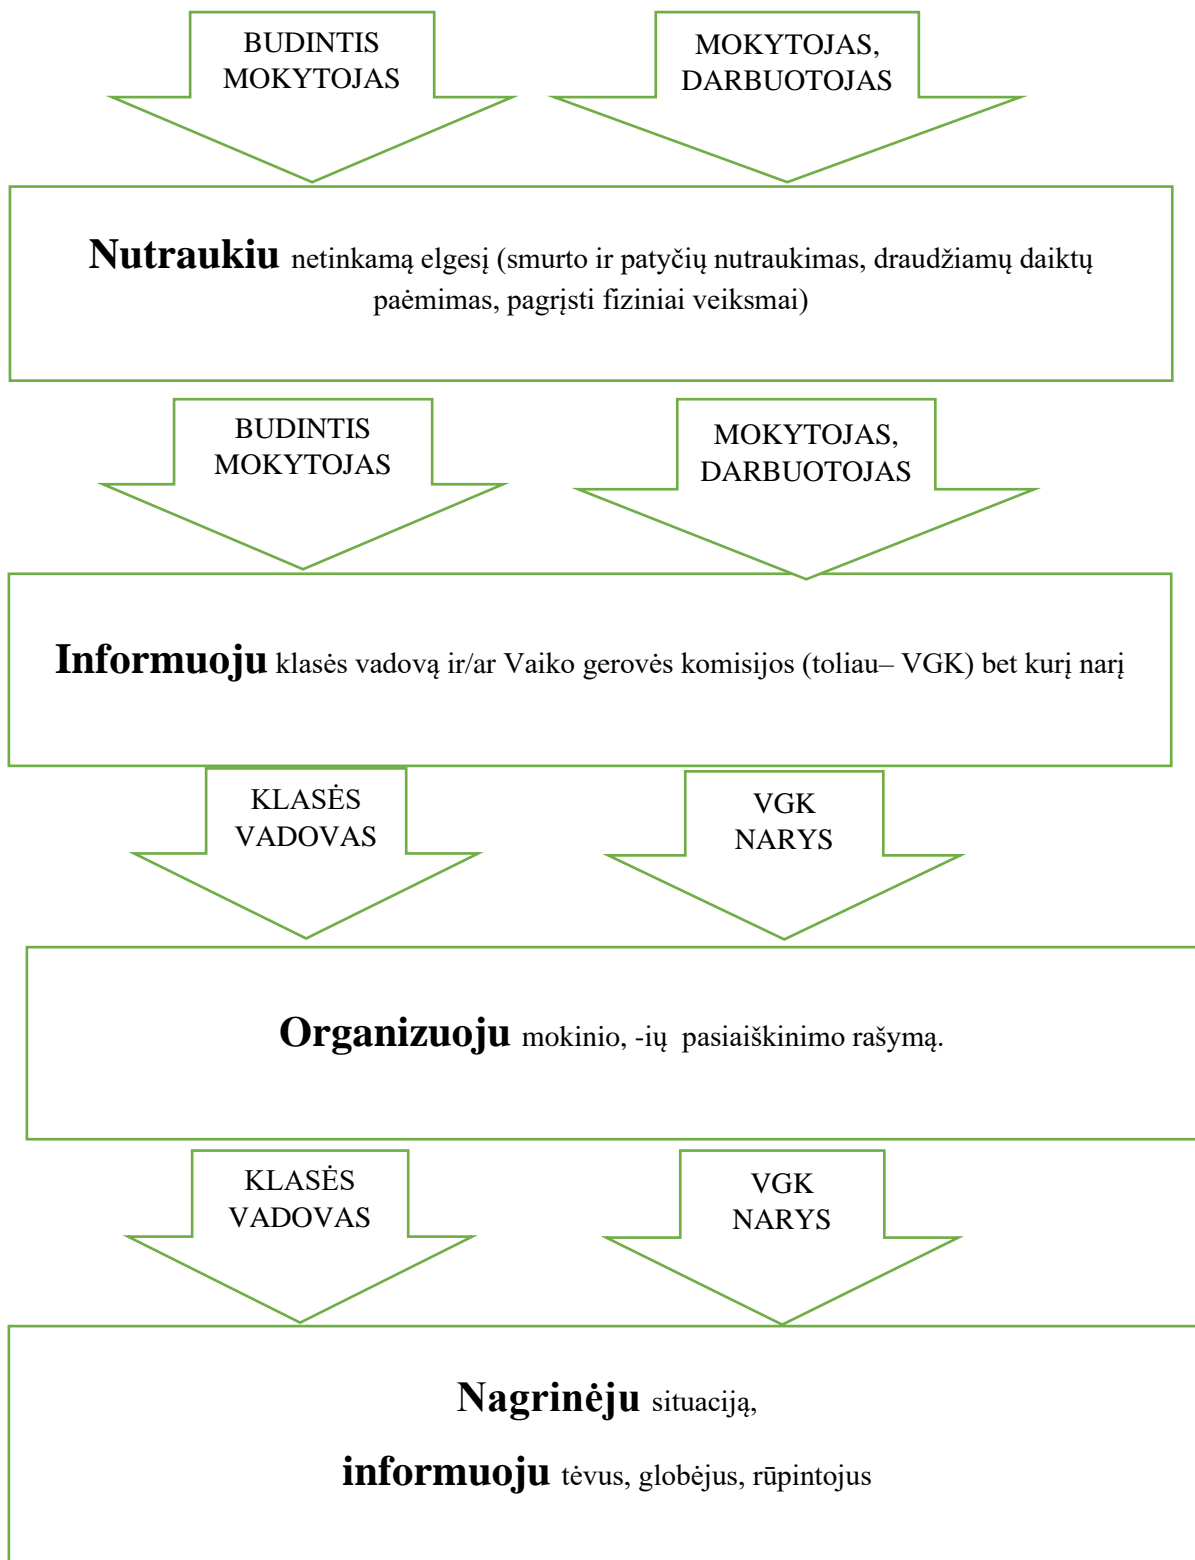 BUDINTIS
MOKYTOJAS
MOKYTOJAS,
DARBUOTOJAS
Nutraukiu netinkamą elgesį (smurto ir patyčių nutraukimas, draudžiamų daiktų
paėmimas, pagrįsti fiziniai veiksmai)
BUDINTIS
MOKYTOJAS
MOKYTOJAS,
DARBUOTOJAS
Informuoju klasės vadovą ir/ar Vaiko gerovės komisijos (toliau– VGK) bet kurį narį
KLASĖS
VADOVAS
VGK
NARYS
Organizuoju mokinio, -ių pasiaiškinimo rašymą.
KLASĖS
VADOVAS
VGK
NARYS
Nagrinėju situaciją,
informuoju tėvus, globėjus, rūpintojus